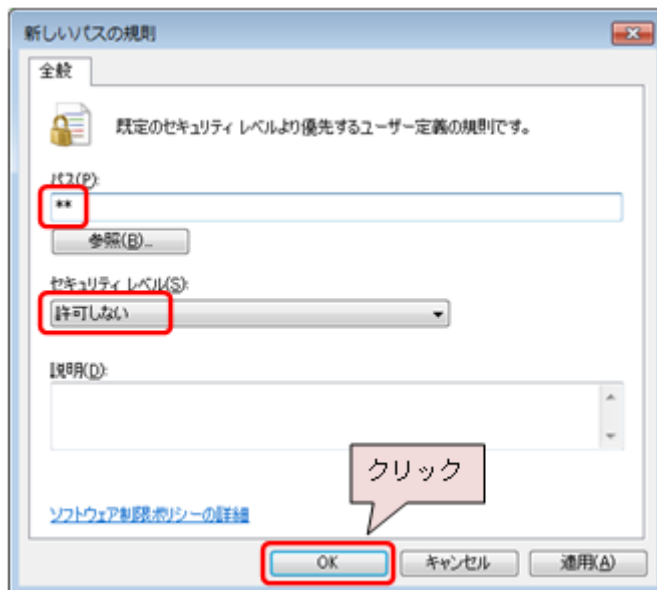 新しいパスの規則
全般
既定のセキュリティ レベルより優先するユーザー定義の規則です。
パス(P):
**
参照(B)...
セキュリティ レベル(S):
許可しない
説明(D):
クリック
ソフトウェア制限ポリシーの詳細
OK
キャンセル
適用(A)